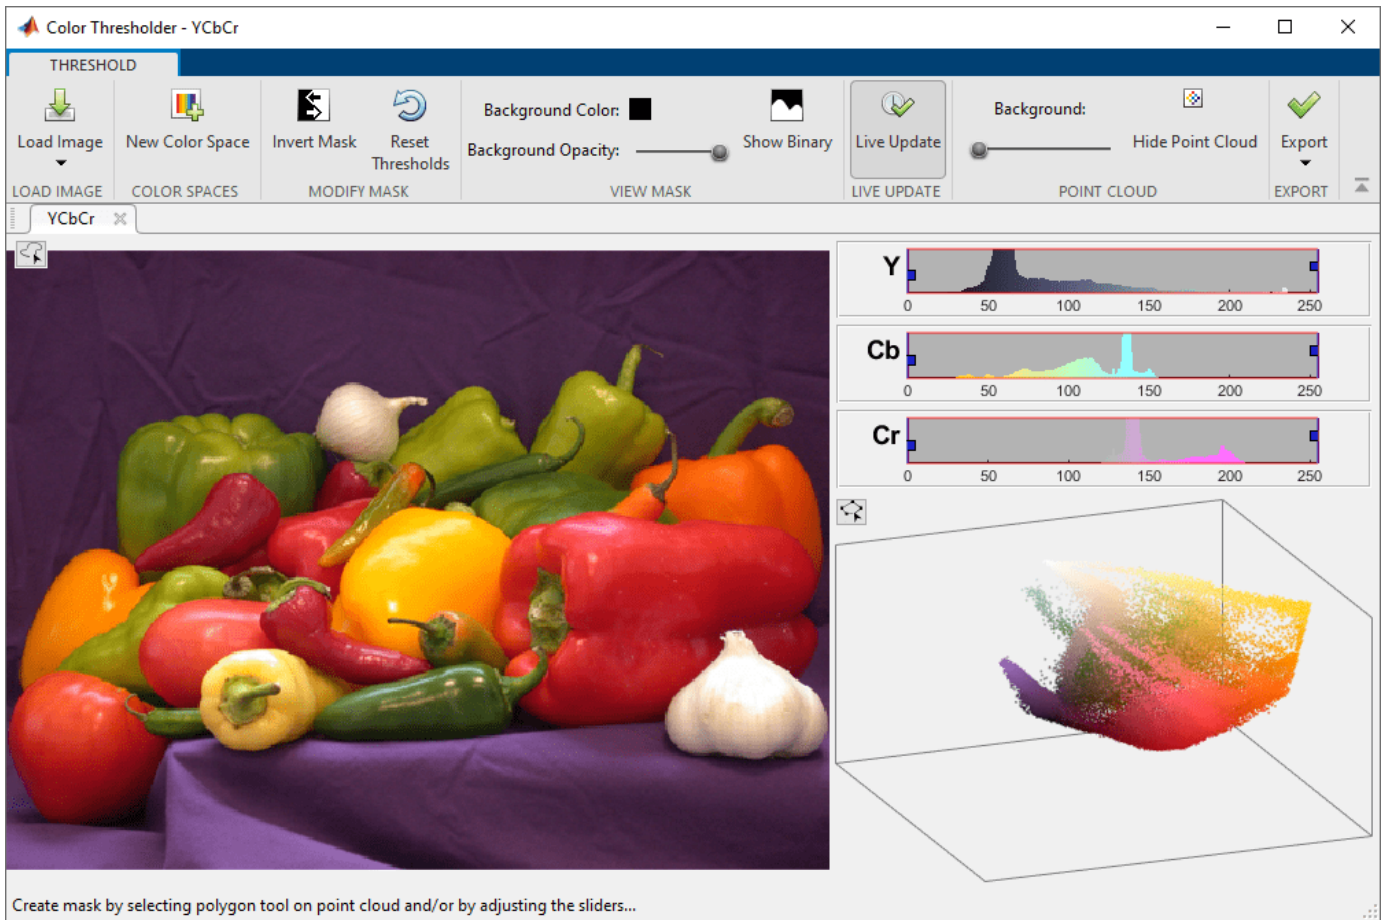 Color Thresholder - YCbCr
THRESHOLD
Load Image
New Color Space
Invert Mask
Reset
Thresholds
Background Color:
Background Opacity:
Show Binary
Live Update
Background:
Hide Point Cloud
Export
LOAD IMAGE
COLOR SPACES
MODIFY MASK
VIEW MASK
LIVE UPDATE
POINT CLOUD
EXPORT
YCbCr
Y
0 50 100 150 200 250
Cb
0 50 100 150 200 250
Cr
0 50 100 150 200 250
Create mask by selecting polygon tool on point cloud and/or by adjusting the sliders...